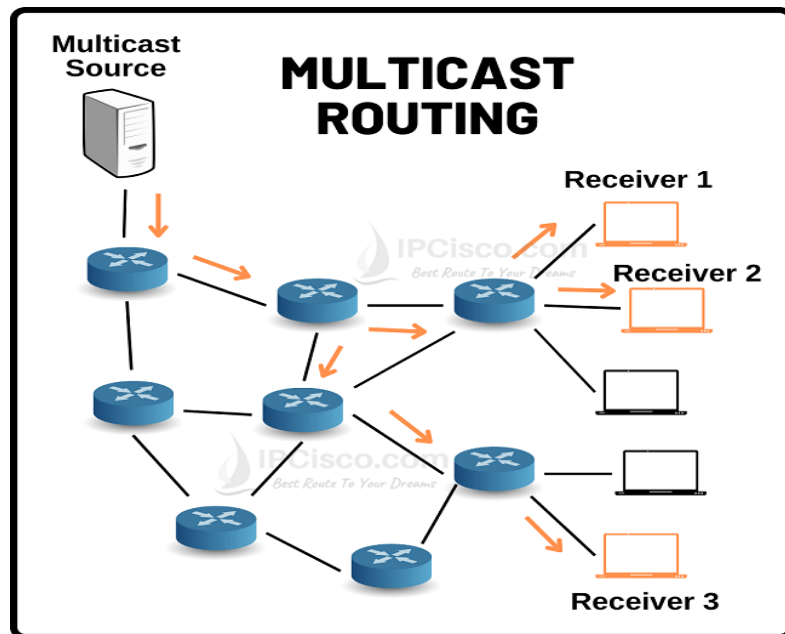 Multicast
Source
MULTICAST
ROUTING
Receiver 1
IPCisco.com
Best Route To Your Dreams
Receiver 2
IPCisco.com
Best Route To Your Dreams
Receiver 3